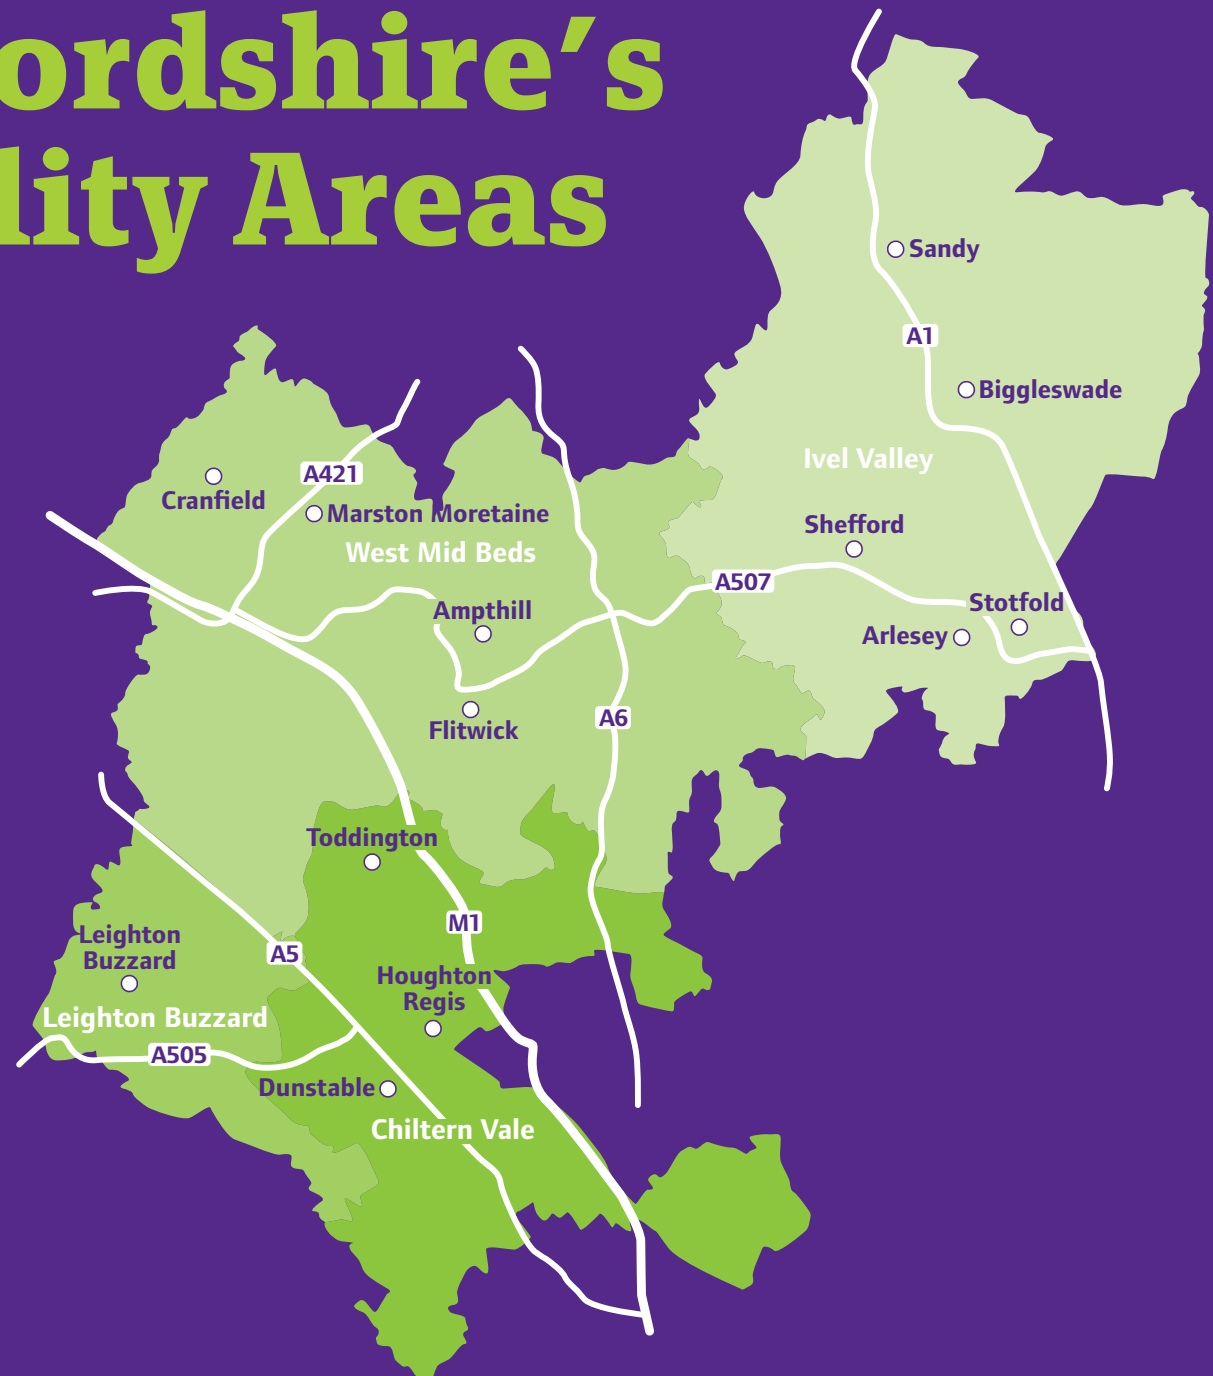 ordshire’s
lity Areas
Sandy
A1
Biggleswade
Ivel Valley
Cranfield
A421
Marston Moretaine
West Mid Beds
Shefford
A507
Stotfold
Ampthill
Arlesey
Flitwick
A6
Toddington
M1
Leighton
Buzzard
A5
Houghton
Regis
Leighton Buzzard
A505
Dunstable
Chiltern Vale